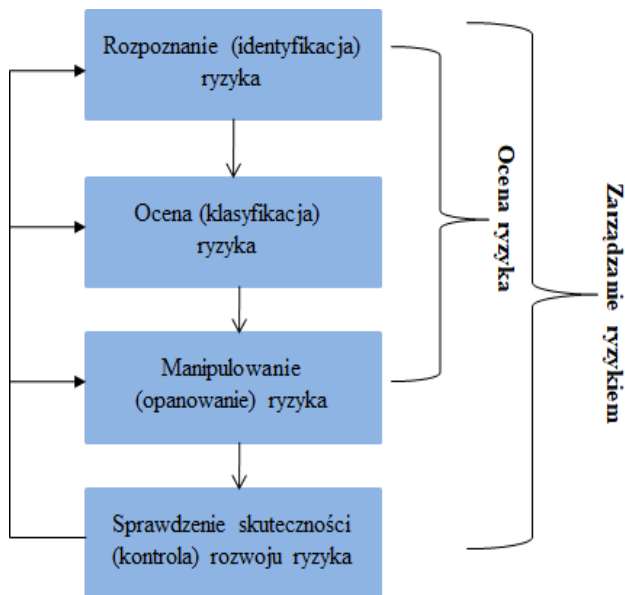 Rozpoznanie (identyfikacja)
ryzyka
Ocena (klasyfikacja)
ryzyka
Manipulowanie
(opanowanie) ryzyka
Sprawdzenie skuteczności
(kontrola) rozwoju ryzyka
Ocena ryzyka
Zarządzanie ryzykiem